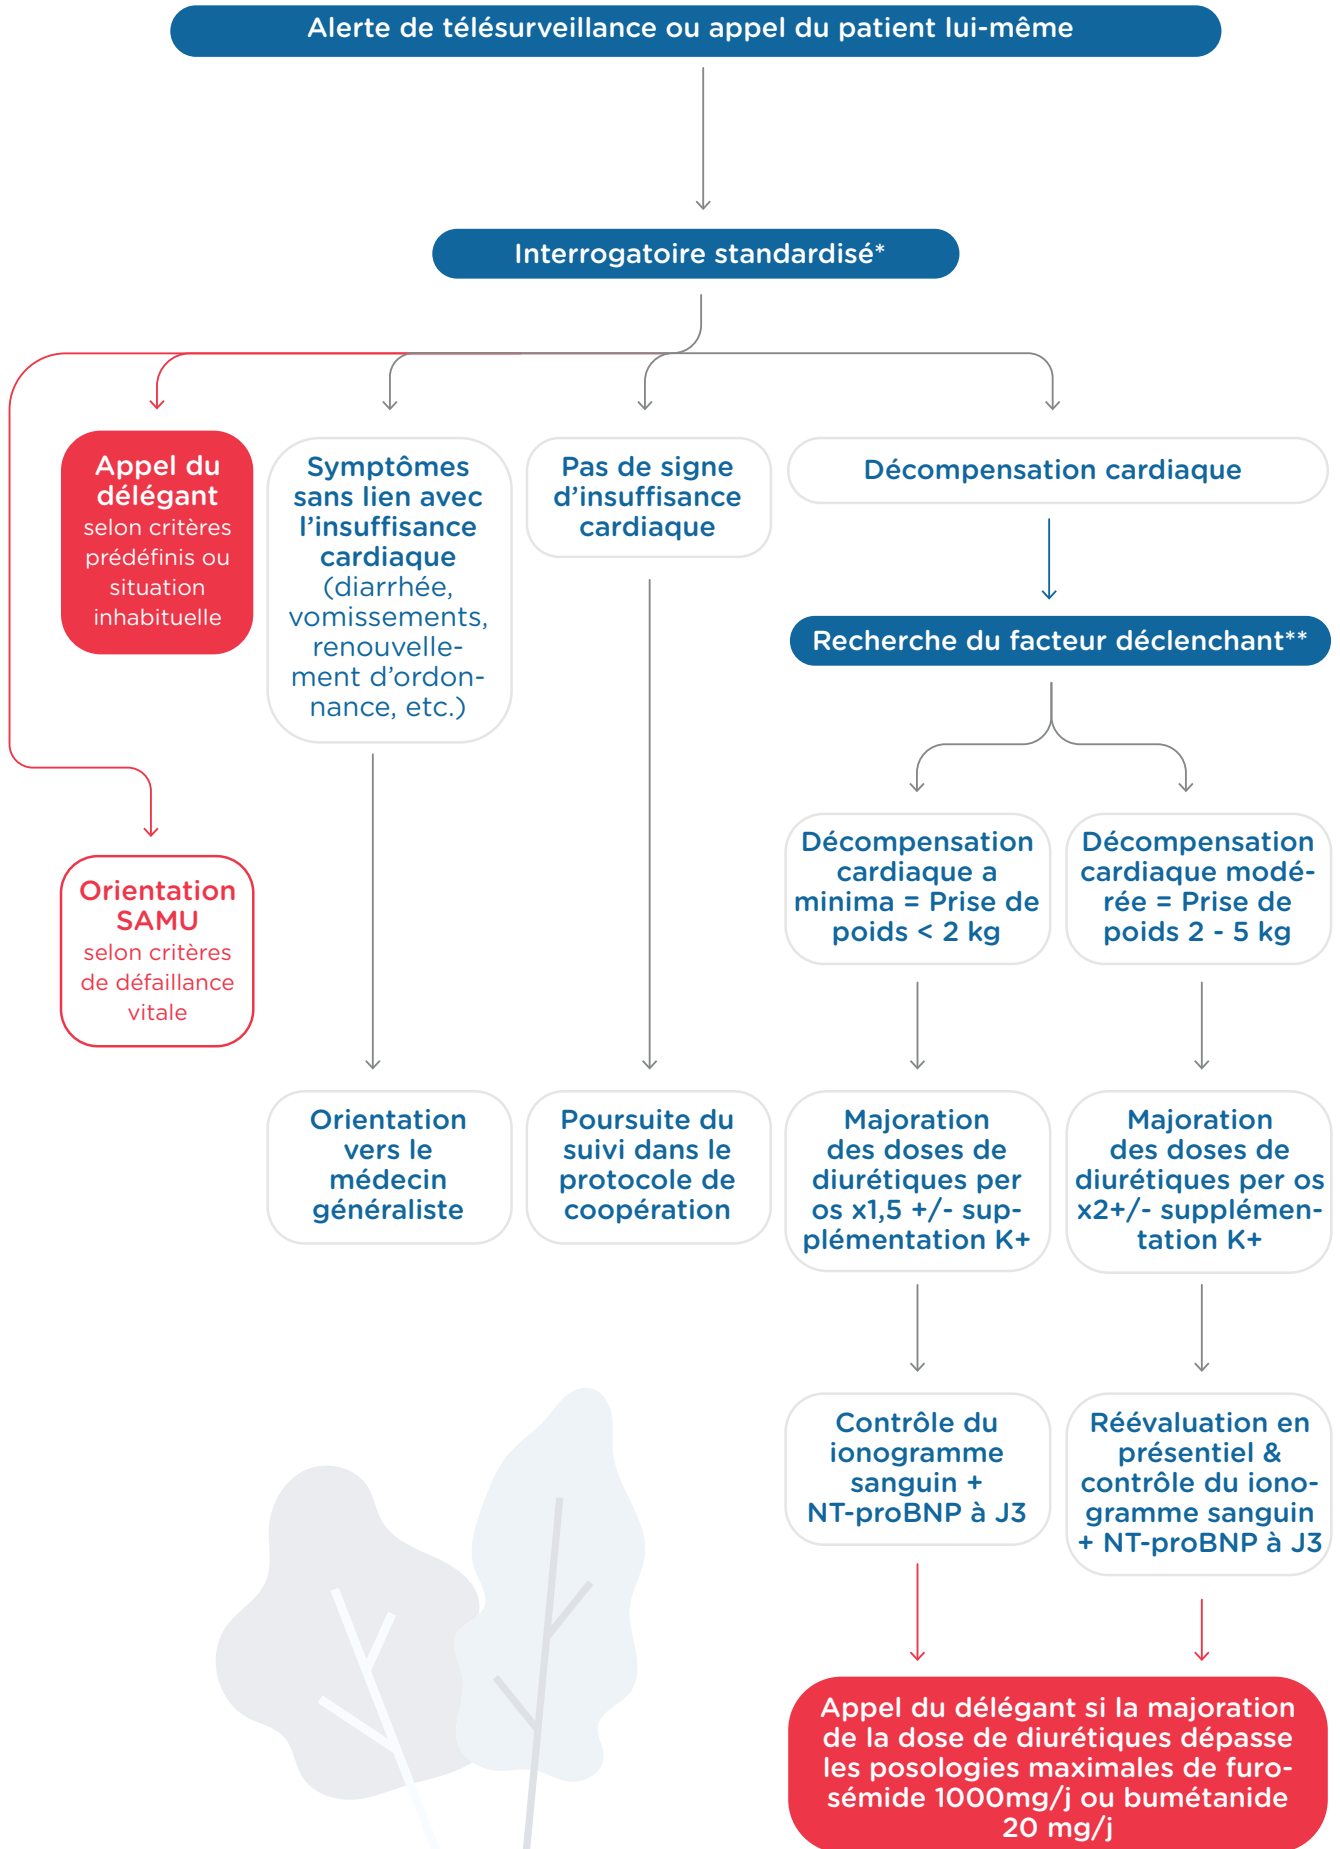 Alerte de télésurveillance ou appel du patient lui-même
Interrogatoire standardisé*
Appel du
délégant
selon critères
prédéfinis ou
situation
inhabituelle
Symptômes
sans lien avec
l'insuffisance
cardiaque
(diarrhée,
vomissements,
renouvelle-
ment d'ordon-
nance, etc.)
Pas de signe
d'insuffisance
cardiaque
Décompensation cardiaque
Recherche du facteur déclenchant**
Orientation
SAMU
selon critères
de défaillance
vitale
Décompensation
cardiaque a
minima = Prise de
poids < 2 kg
Décompensation
cardiaque modé-
rée = Prise de
poids 2 - 5 kg
Orientation
vers le
médecin
généraliste
Poursuite du
suivi dans le
protocole de
coopération
Majoration
des doses de
diurétiques per
os x1,5 +/- sup-
plémentation K+
Majoration
des doses de
diurétiques per os
x2+/- supplémen-
tation K+
Contrôle du
ionogramme
sanguin +
NT-proBNP à J3
Réévaluation en
présentiel &
contrôle du iono-
gramme sanguin
+ NT-proBNP à J3
Appel du délégant si la majoration
de la dose de diurétiques dépasse
les posologies maximales de furo-
sémide 1000mg/j ou bumétanide
20 mg/j